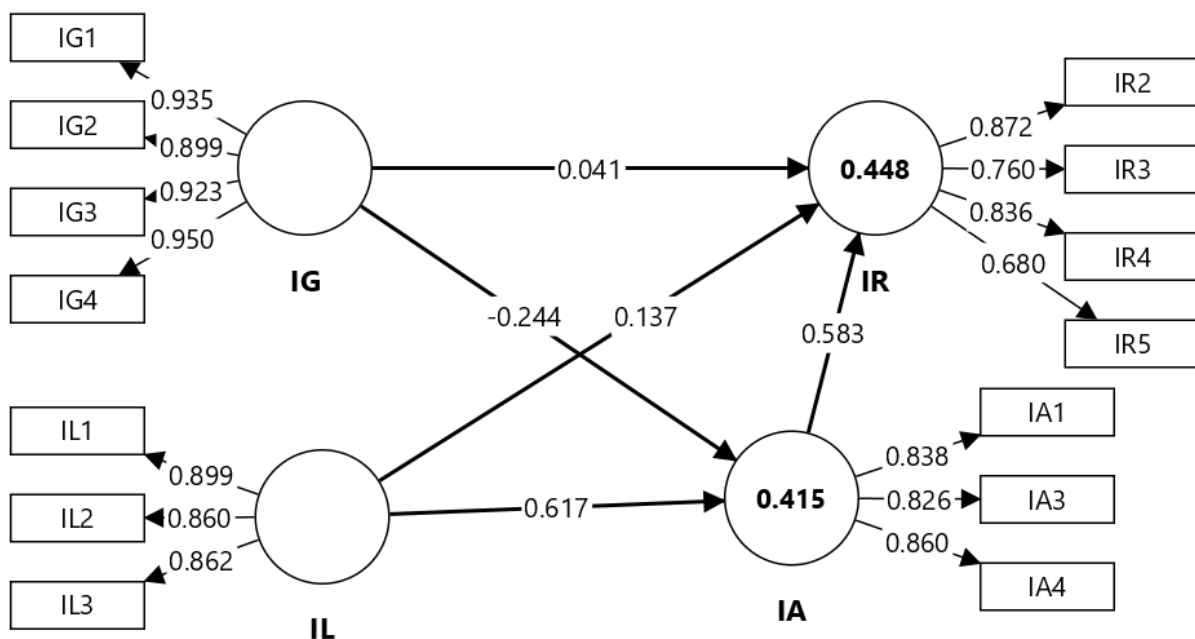 IG1
IG2
IG3
IG4
0.935
0.899
0.923
0.950
IG
0.041
-0.244
0.137
0.448
IR
0.872
0.760
0.836
0.680
IR2
IR3
IR4
IR5
0.583
IL1
IL2
IL3
0.899
0.860
0.862
IL
0.617
0.415
IA
0.838
0.826
0.860
IA1
IA3
IA4